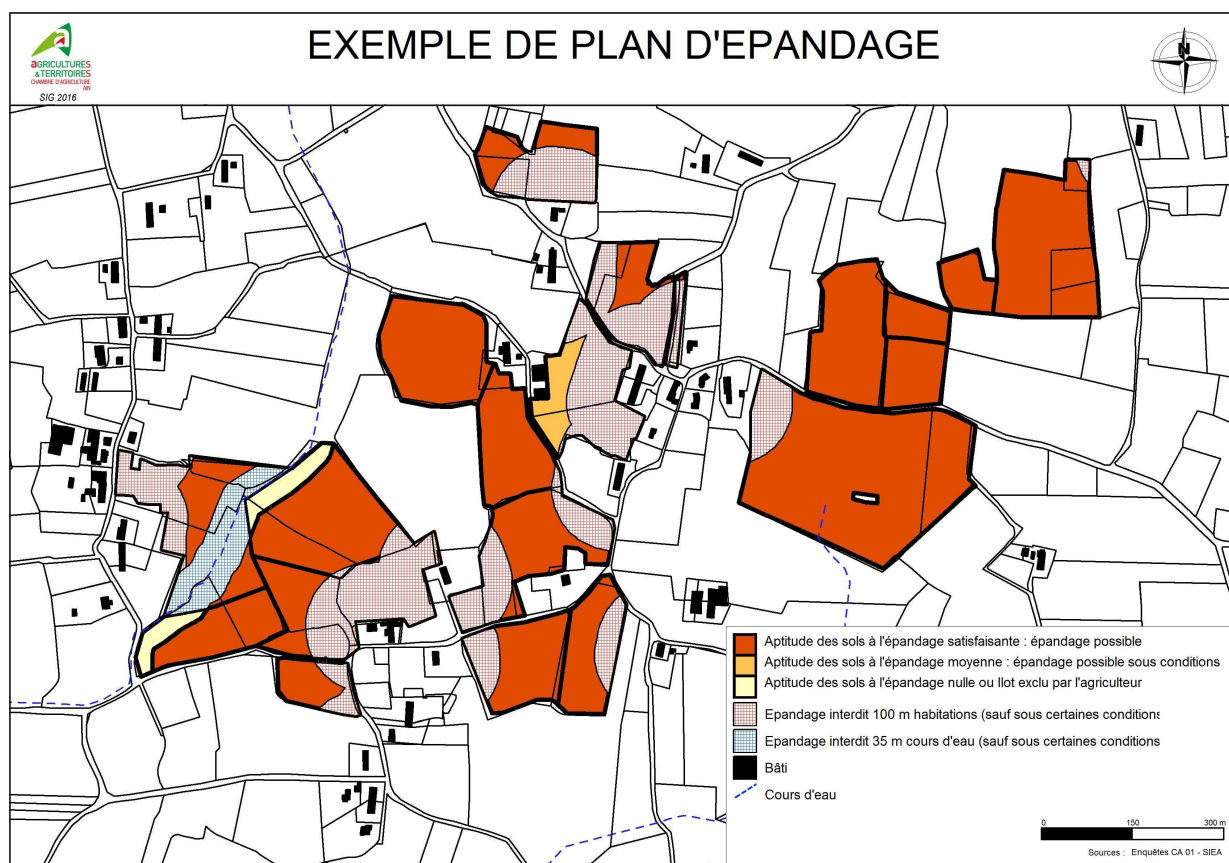 EXEMPLE DE PLAN D'EPANDAGE
aGRICULTURES
& TERRITOIRES
CHAMBRE D'AGRICULTURE
AIN
SIG 2016
N
Aptitude des sols à l'épandage satisfaisante : épandage possible
Aptitude des sols à l'épandage moyenne : épandage possible sous conditions
Aptitude des sols à l'épandage nulle ou Ilot exclu par l'agriculteur
Epandage interdit 100 m habitations (sauf sous certaines conditions
Epandage interdit 35 m cours d'eau (sauf sous certaines conditions
Bâti
Cours d'eau
0 150 300 m
Sources : Enquêtes CA 01 - SIEA